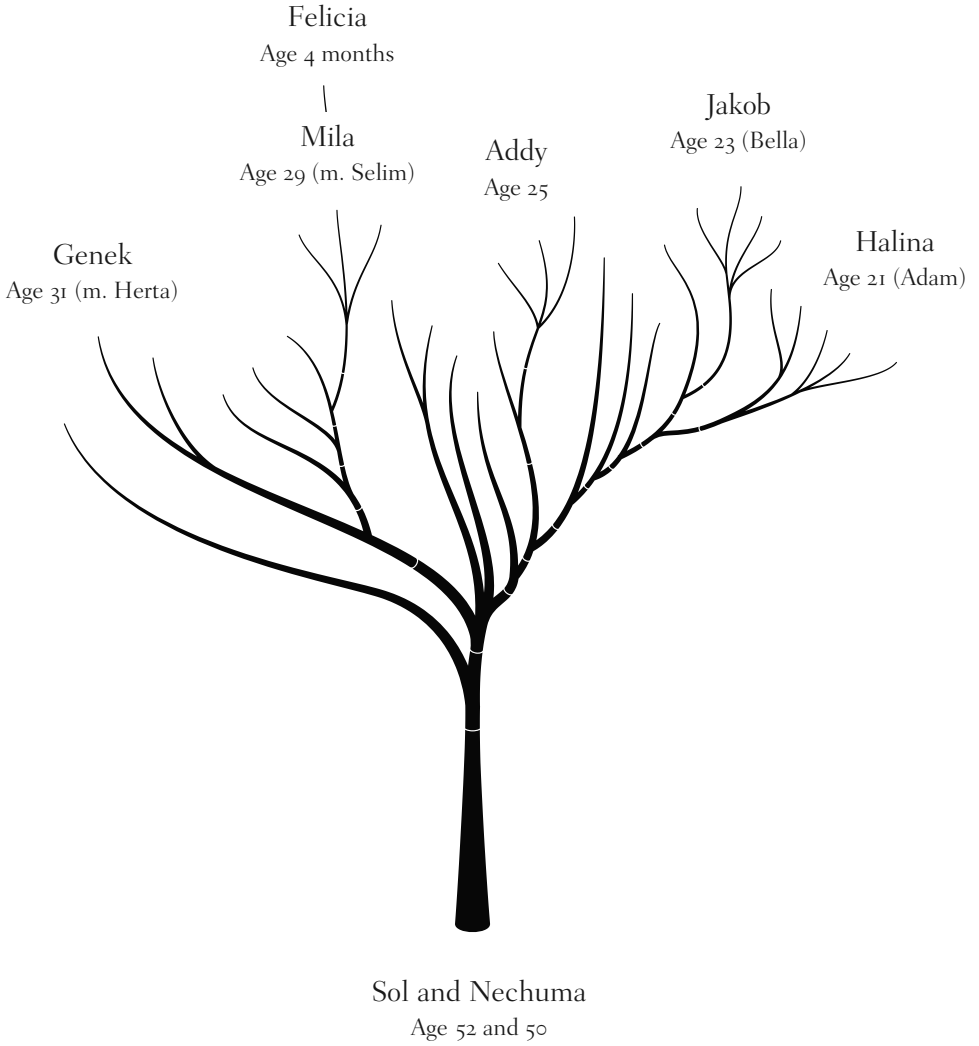 Felicia
Age 4 months
Mila
Age 29 (m. Selim)
Addy
Age 25
Jakob
Age 23 (Bella)
Genek
Age 31 (m. Herta)
Halina
Age 21 (Adam)
Sol and Nechuma
Age 52 and 50